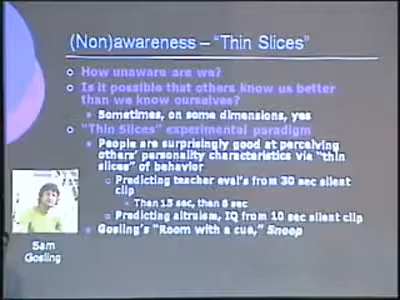 (Non)awareness – "Thin Slices"
How unaware are we?
Is it possible that others know us better
than we know ourselves?
Sometimes, on some dimensions, yes
"Thin Slices" experimental paradigm
People are surprisingly good at perceiving
others' personality characteristics via "thin
slices" of behavior
Predicting teacher eval's from 30 sec silent
clip
Then 15 sec, then 6 sec
Predicting altruism, IQ from 10 sec silent clip
Gosling's "Room with a cue," Snoop
Sam
Gosling